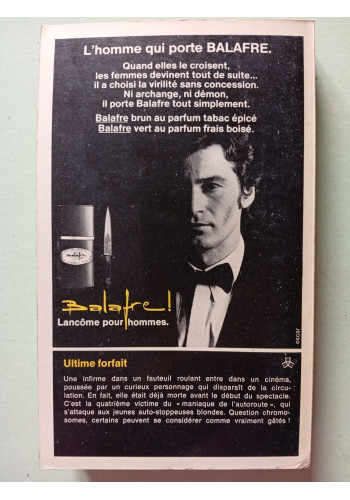 L'homme qui porte BALAFRE.
Quand elles le croisent,
les femmes devinent tout de suite...
il a choisi la virilité sans concession.
Ni archange, ni démon,
il porte Balafre tout simplement.
Balafre brun au parfum tabac épicé
Balafre vert au parfum frais boisé.
Balafre!
Lancôme pour hommes.
oscar
Ultime forfait
Une infirme dans un fauteuil roulant entre dans un cinéma,
poussée par un curieux personnage qui disparaît de la circu-
lation. En fait, elle était déjà morte avant le début du spectacle.
C'est la quatrième victime du « maniaque de l'autoroute », qui
s'attaque aux jeunes auto-stoppeuses blondes. Question chromo-
somes, certains peuvent se considérer comme vraiment gâtés !